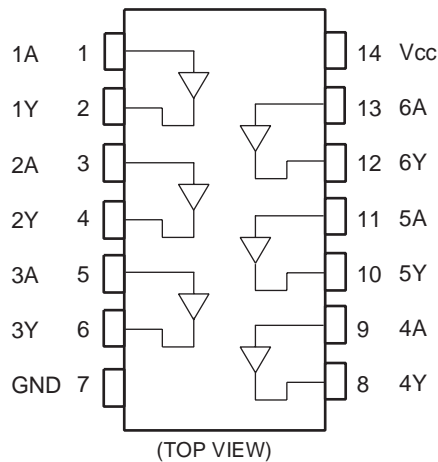 1A 1
1Y 2
2A 3
2Y 4
3A 5
3Y 6
GND 7
14 Vcc
13 6A
12 6Y
11 5A
10 5Y
9 4A
8 4Y
(TOP VIEW)